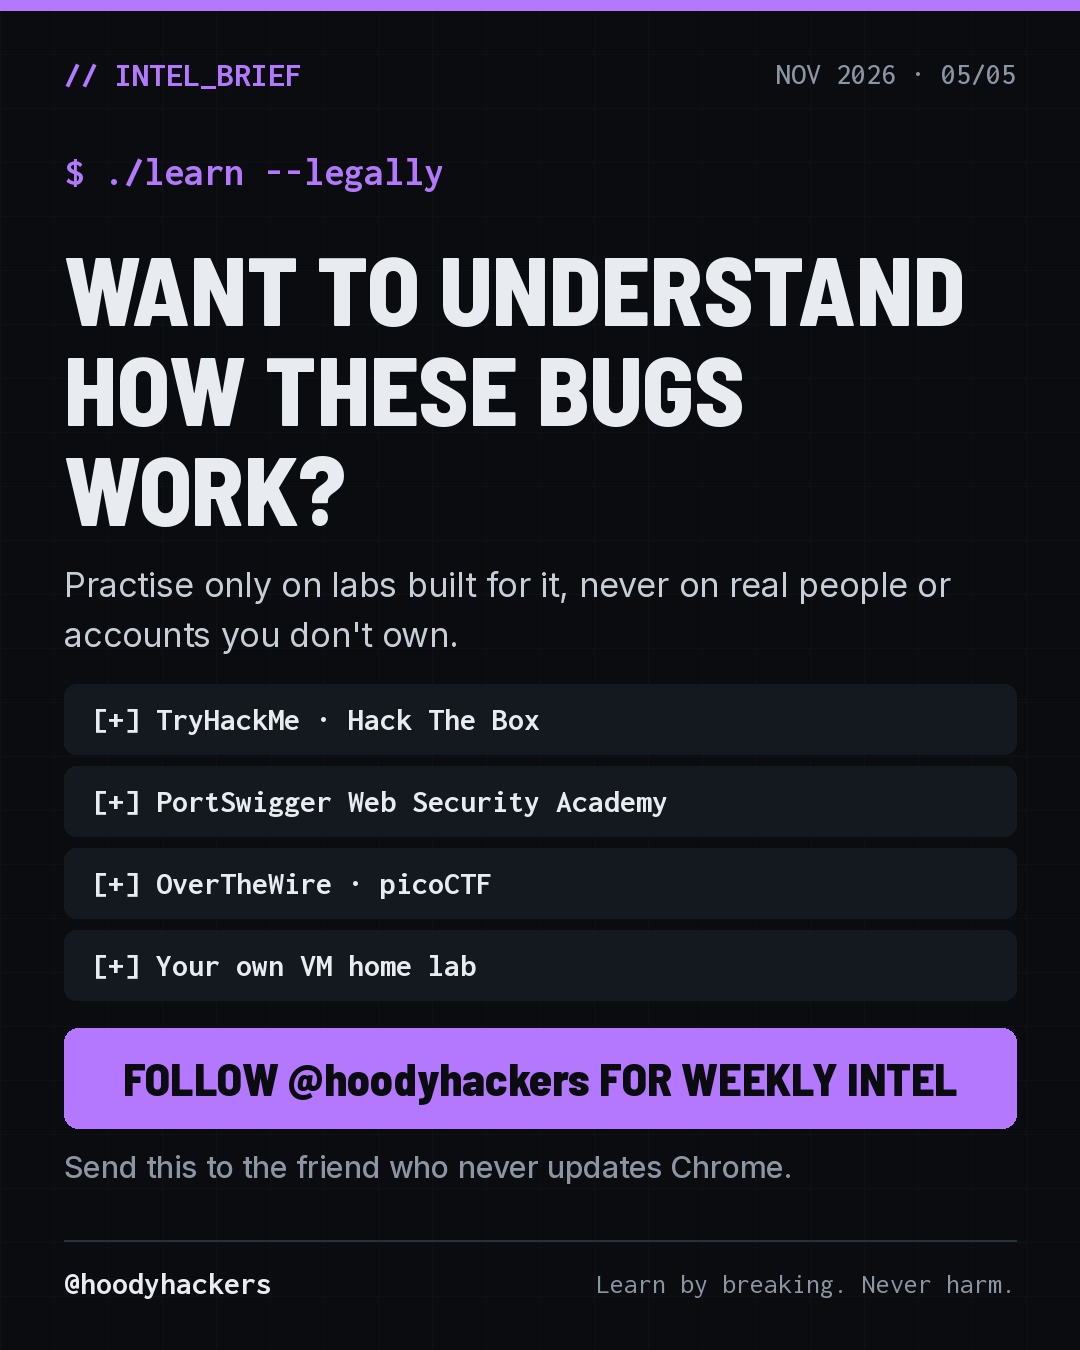 // INTEL_BRIEF
NOV 2026 · 05/05
$ ./learn --legally
WANT TO UNDERSTAND
HOW THESE BUGS
WORK?
Practise only on labs built for it, never on real people or
accounts you don't own.
[+] TryHackMe · Hack The Box
[+] PortSwigger Web Security Academy
[+] OverTheWire · picoCTF
[+] Your own VM home lab
FOLLOW @hoodyhackers FOR WEEKLY INTEL
Send this to the friend who never updates Chrome.
@hoodyhackers
Learn by breaking. Never harm.